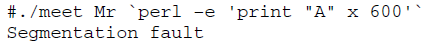 #./meet Mr `perl -e 'print "A" x 600'`
Segmentation fault